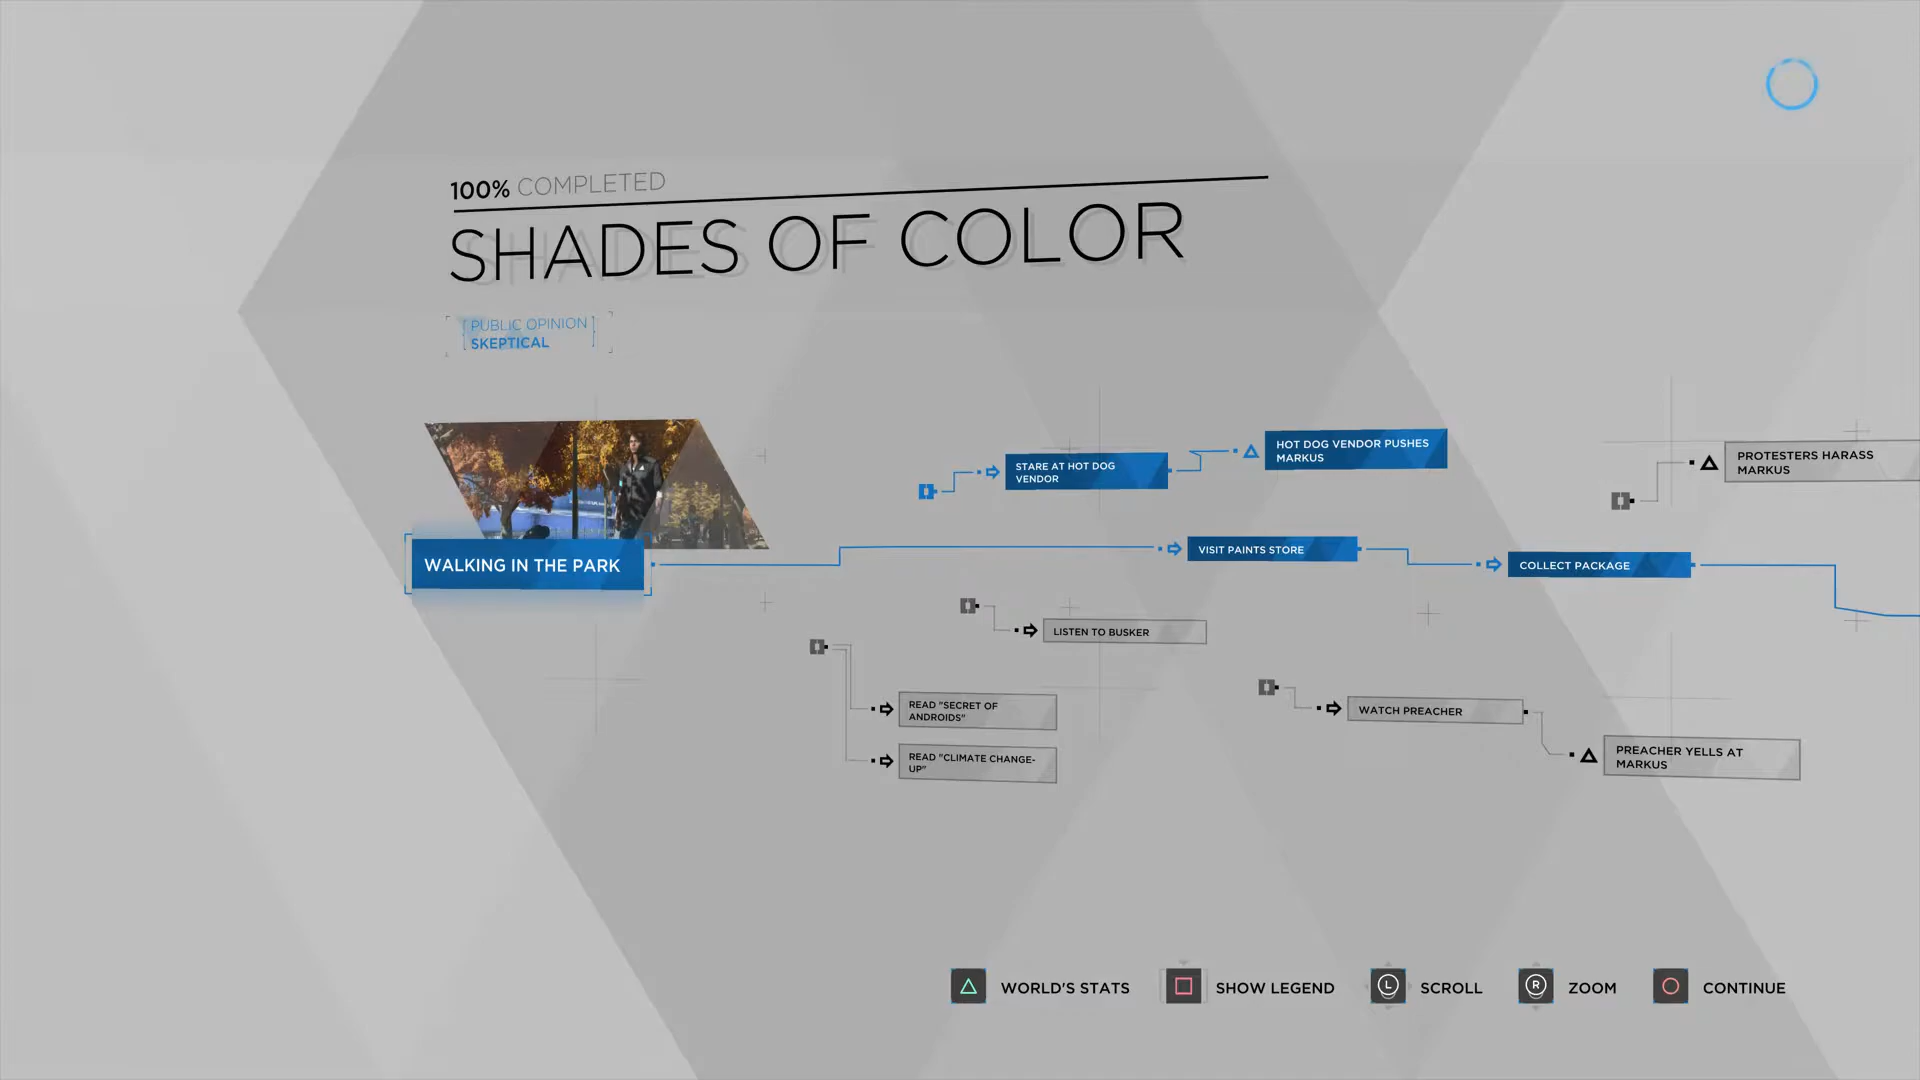 100% COMPLETED
SHADES OF COLOR
PUBLIC OPINION
SKEPTICAL
HOT DOG VENDOR PUSHES
MARKUS
STARE AT HOT DOG
VENDOR
PROTESTERS HARASS
MARKUS
WALKING IN THE PARK
VISIT PAINTS STORE
COLLECT PACKAGE
LISTEN TO BUSKER
READ "SECRET OF
ANDROIDS"
WATCH PREACHER
READ "CLIMATE CHANGE-
UP"
PREACHER YELLS AT
MARKUS
WORLD'S STATS
SHOW LEGEND
L
SCROLL
R
ZOOM
CONTINUE